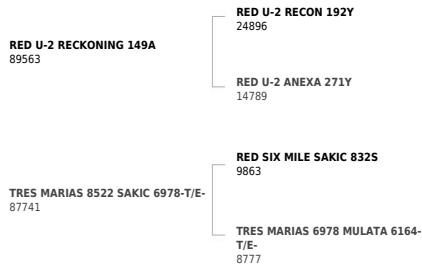 RED U-2 RECON 192Y
24896
RED U-2 RECKONING 149A
89563
RED U-2 ANEXA 271Y
14789
RED SIX MILE SAKIC 832S
9863
TRES MARIAS 8522 SAKIC 6978-T/E-
87741
TRES MARIAS 6978 MULATA 6164-
T/E-
8777